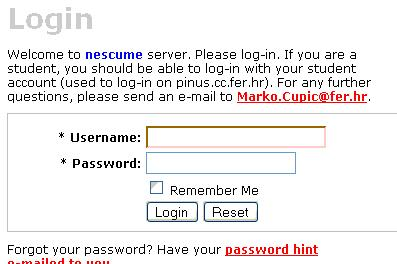 Login
Welcome to nescume server. Please log-in. If you are a
student, you should be able to log-in with your student
account (used to log-in on pinus.cc.fer.hr). For any further
questions, please send an e-mail to Marko.Cupic@fer.hr.
* Username:
* Password:
Remember Me
Login Reset
Forgot your password? Have your password hint
e-mailed to you